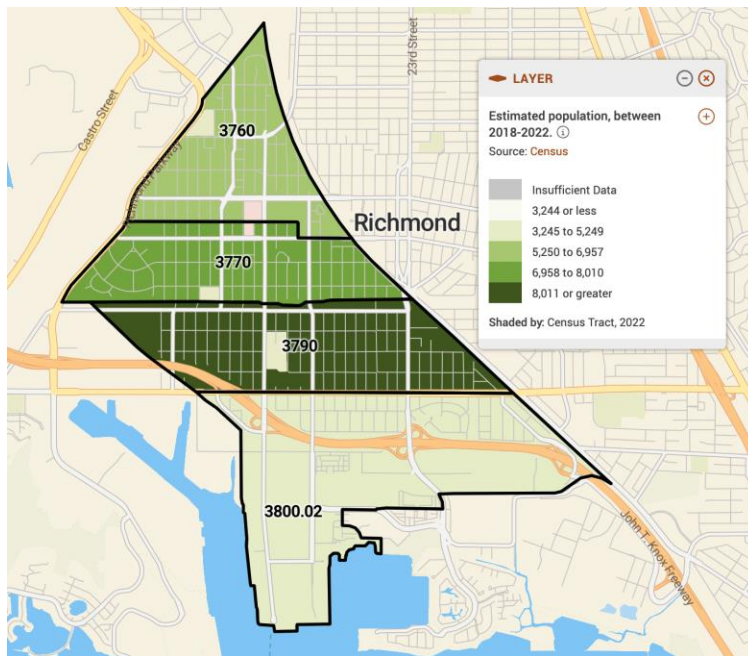 23rd Street
Castro Street
3760
Richmond Parkway
Richmond
3770
3790
3800.02
John T. Knox Freeway
LAYER
Estimated population, between
2018-2022.
Source: Census
Insufficient Data
3,244 or less
3,245 to 5,249
5,250 to 6,957
6,958 to 8,010
8,011 or greater
Shaded by: Census Tract, 2022